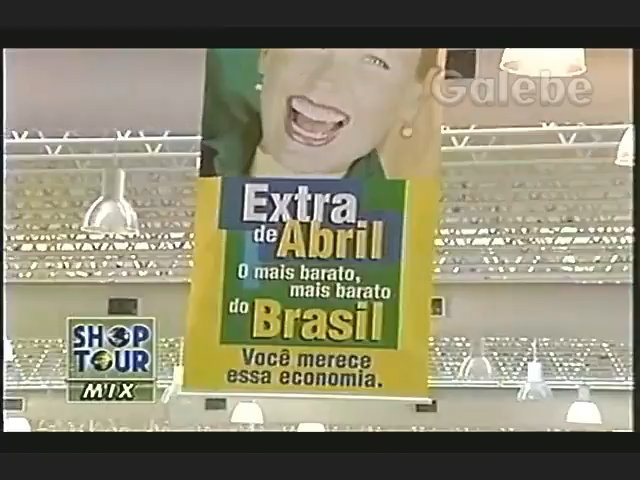 Galebe
Extra
de Abril
O mais barato,
mais barato
do Brasil
Você merece
essa economia.
SHOP
TOUR
MIX